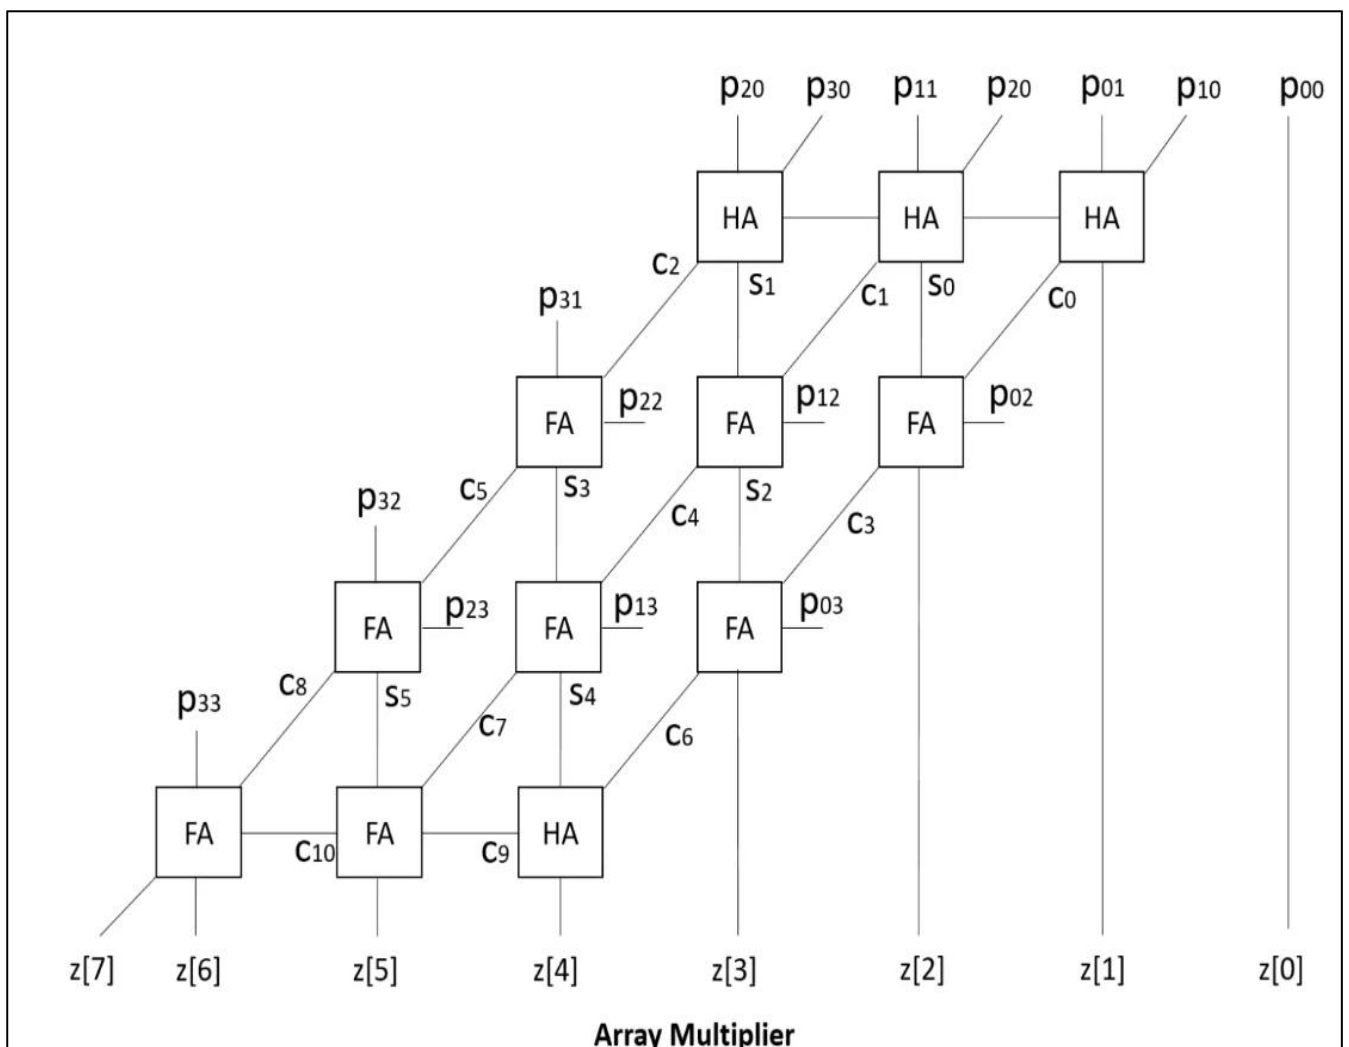 p20 p30 p11 p20 p01 p10 p00
HA HA HA
c2 s1 c1 s0 c0
p31
FA p22 FA p12 FA p02
c5 s3 c4 s2 c3
p32
FA p23 FA p13 FA p03
c8 s5 c7 s4 c6
p33
FA c10 FA c9 HA
z[7] z[6] z[5] z[4] z[3] z[2] z[1] z[0]
Array Multiplier